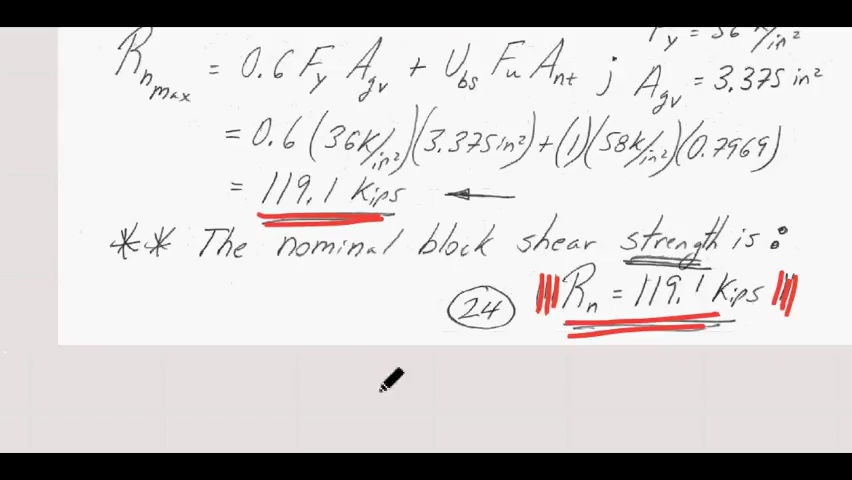 Fy = 36 k/in²
Rn max = 0.6 Fy Agv + Ubs Fu Ant ; Agv = 3.375 in²
= 0.6 (36k/in²)(3.375in²)+(1)(58k/in²)(0.7969)
= 119.1 kips ←
** The nominal block shear strength is :
24 Rn = 119.1 kips